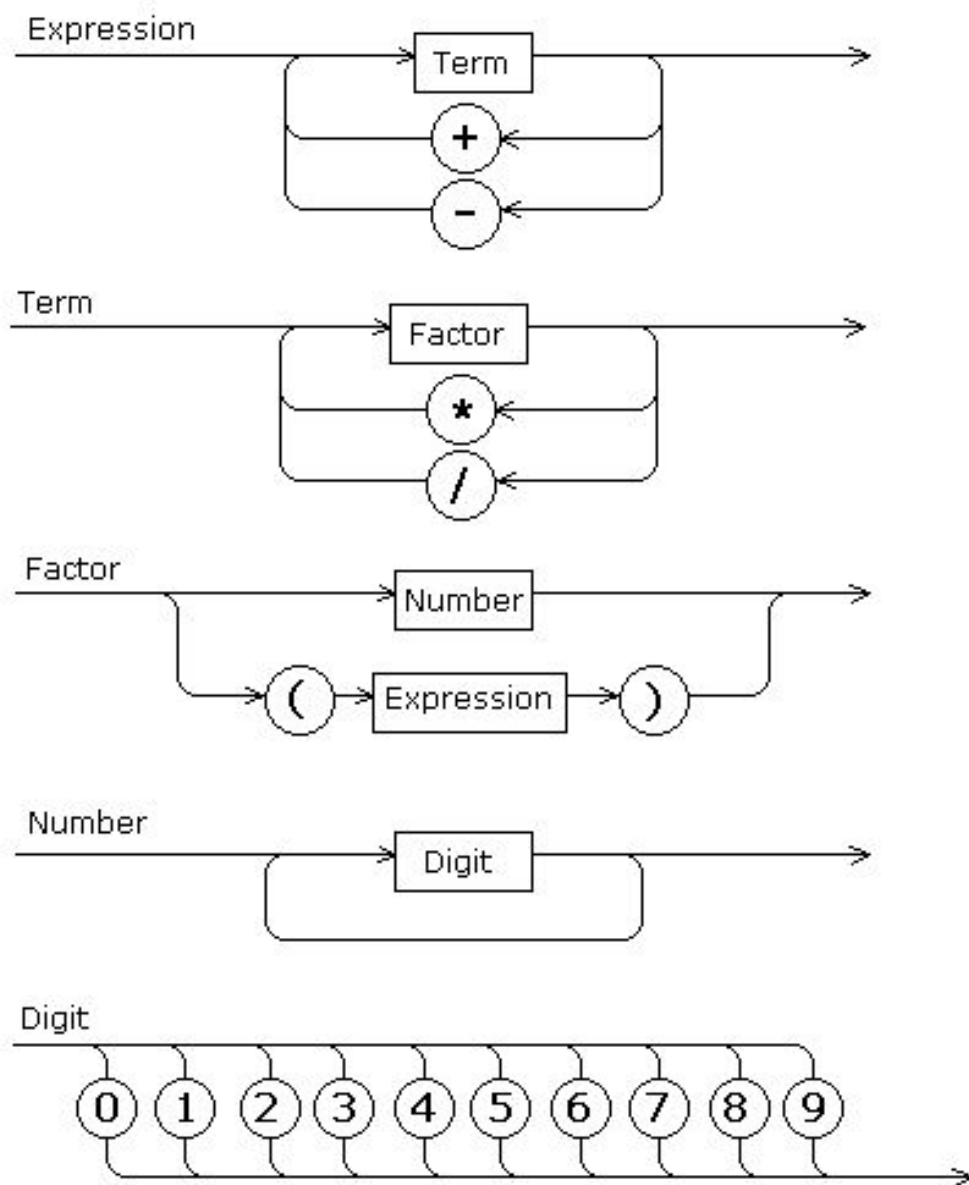 Expression
Term
+
-
Term
Factor
*
/
Factor
Number
( Expression )
Number
Digit
Digit
0 1 2 3 4 5 6 7 8 9